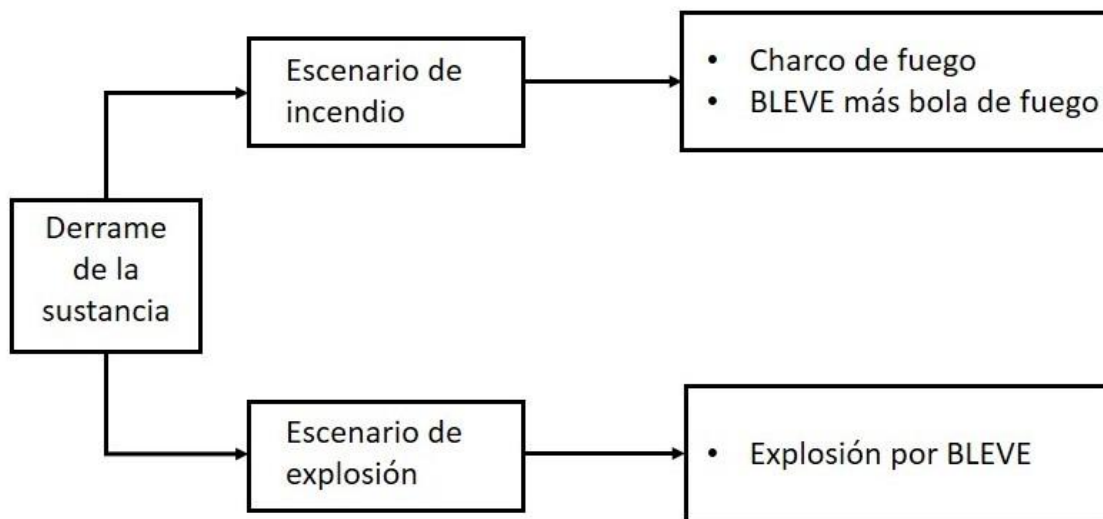 Escenario de
incendio
• Charco de fuego
• BLEVE más bola de fuego
Derrame
de la
sustancia
Escenario de
explosión
• Explosión por BLEVE